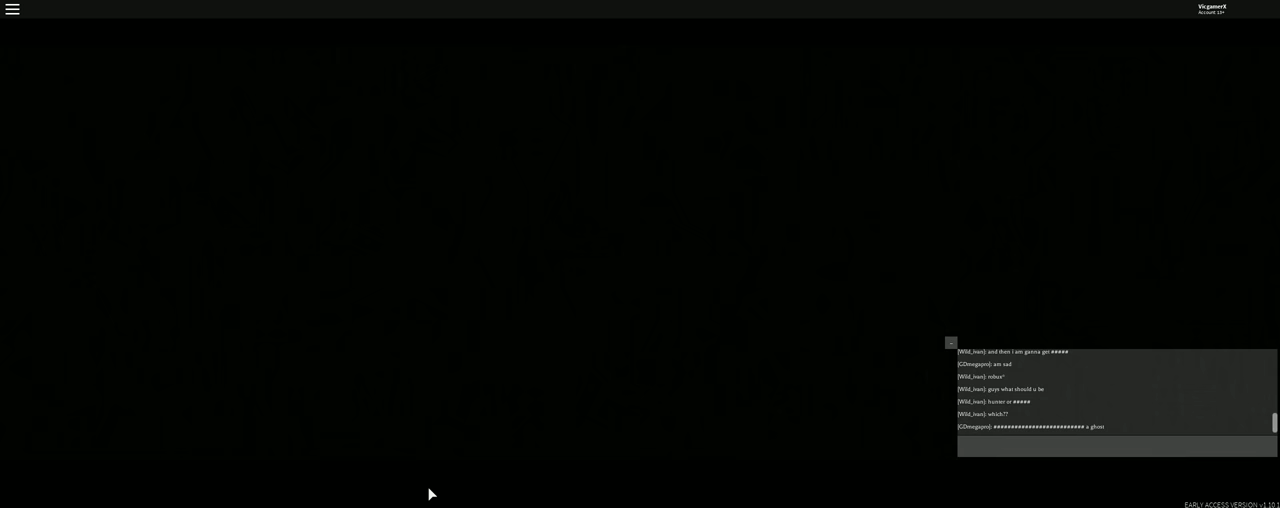 VicgamerX
Account: 13+
-
[Wild_Ivan]: and then i am ganna get #####
[GDmegapro]: am sad
[Wild_Ivan]: robux*
[Wild_Ivan]: guys what should u be
[Wild_Ivan]: hunter or #####
[Wild_Ivan]: which??
[GDmegapro]: ########################## a ghost
EARLY ACCESS VERSION v1.10.1